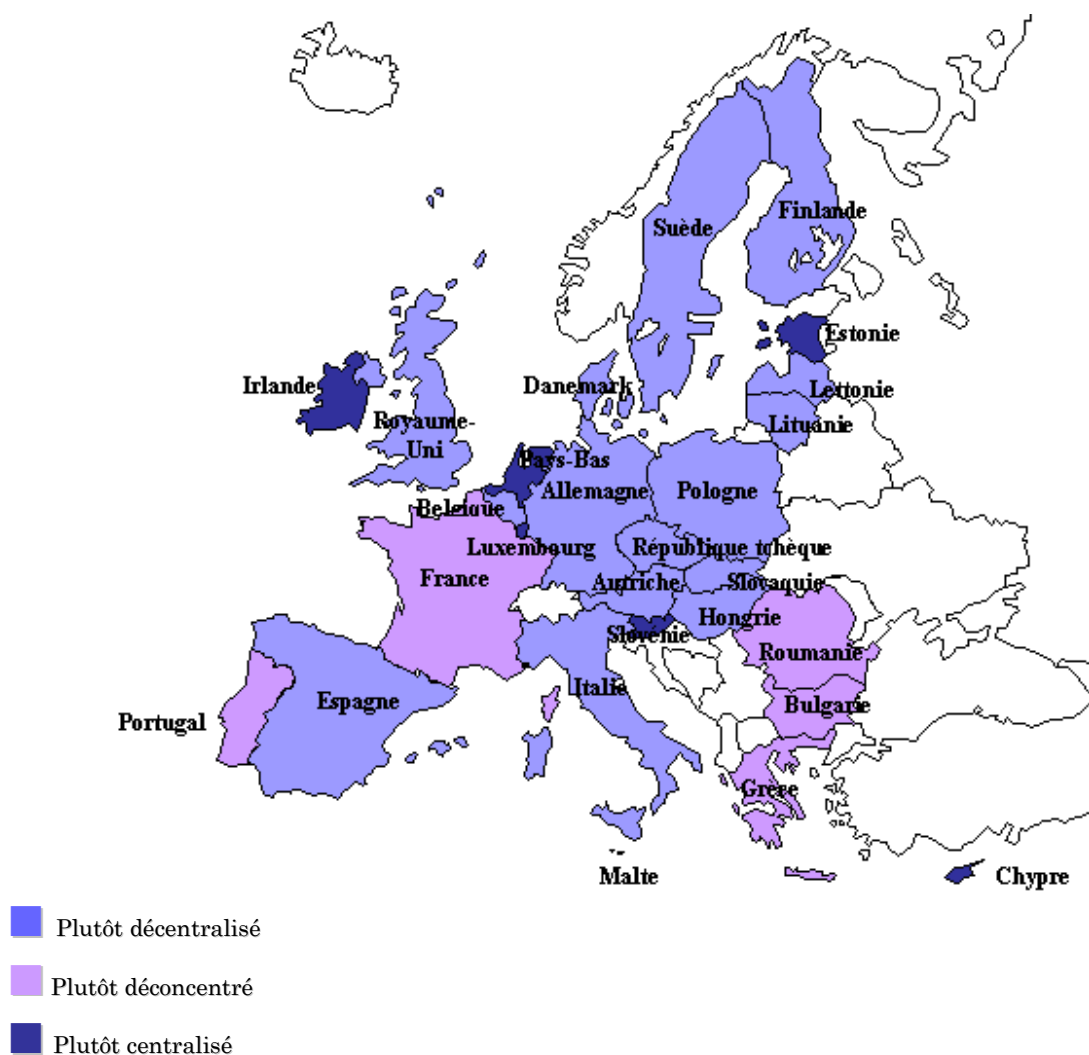 Finlande
Suède
Estonie
Irlande
Danemark
Lettonie
Royaume-
Uni
Lituanie
Pays-Bas
Allemagne
Pologne
Belgique
Luxembourg
République tchèque
France
Autriche
Slovaquie
Hongrie
Slovénie
Roumanie
Italie
Espagne
Bulgarie
Portugal
Grèce
Malte
Chypre
Plutôt décentralisé
Plutôt déconcentré
Plutôt centralisé